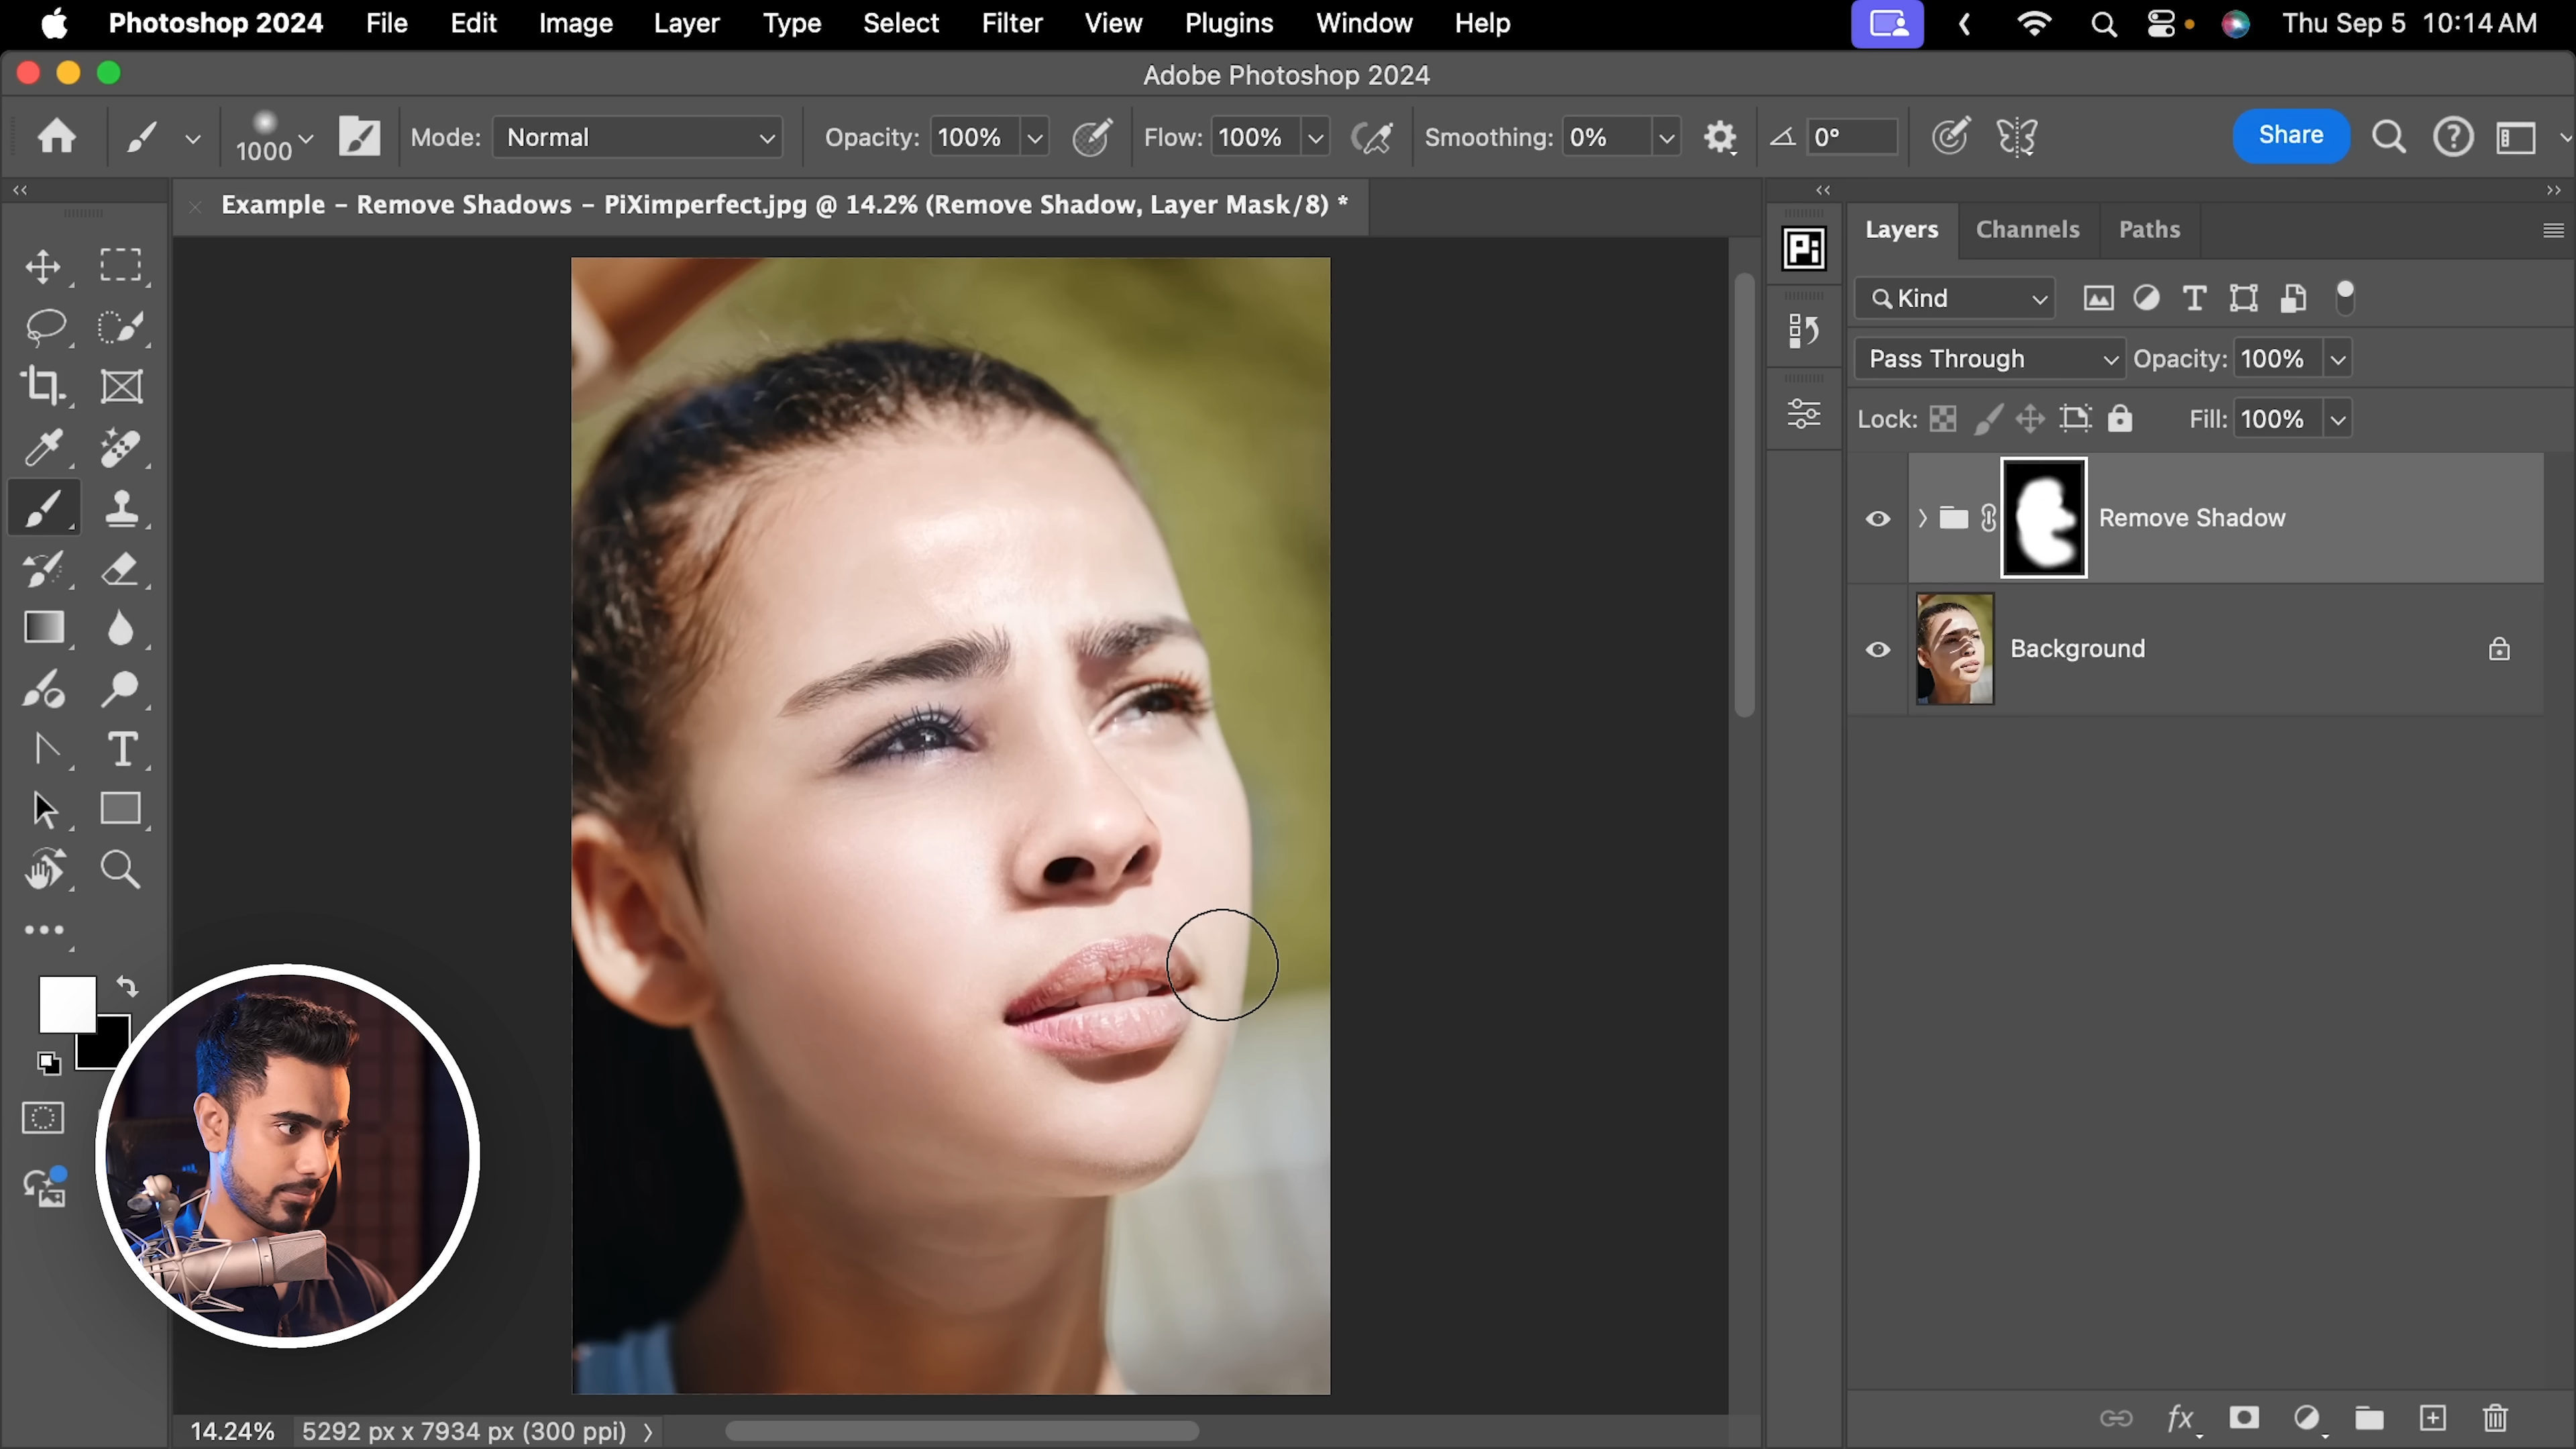 Photoshop 2024 File Edit Image Layer Type Select Filter View Plugins Window Help Thu Sep 5 10:14 AM
Adobe Photoshop 2024
1000 Mode: Normal Opacity: 100% Flow: 100% Smoothing: 0% 0° Share
Example – Remove Shadows – PiXimperfect.jpg @ 14.2% (Remove Shadow, Layer Mask/8) *
Pi
Layers Channels Paths
Kind
Pass Through Opacity: 100%
Lock: Fill: 100%
Remove Shadow
Background
fx
14.24% 5292 px x 7934 px (300 ppi)